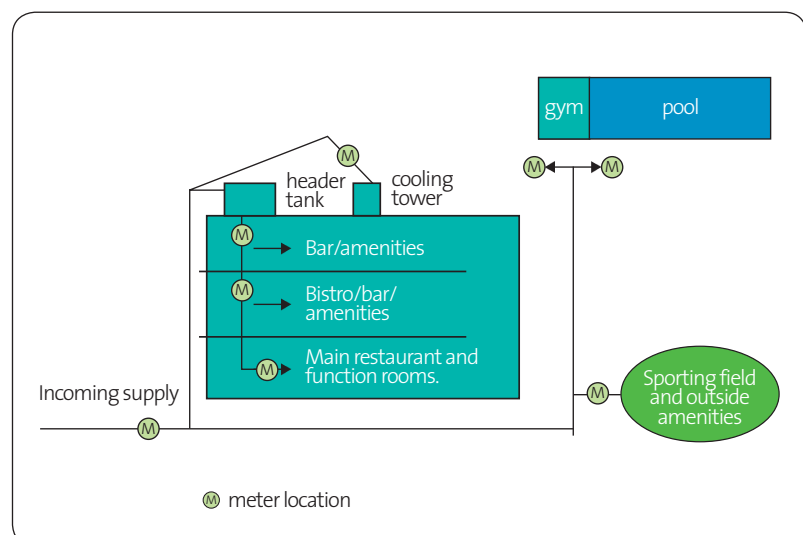 gym
pool
M
M
M
header
tank
cooling
tower
M
Bar/amenities
M
Bistro/bar/
amenities
M
Main restaurant and
function rooms.
Incoming supply
M
M
Sporting field
and outside
amenities
M
meter location